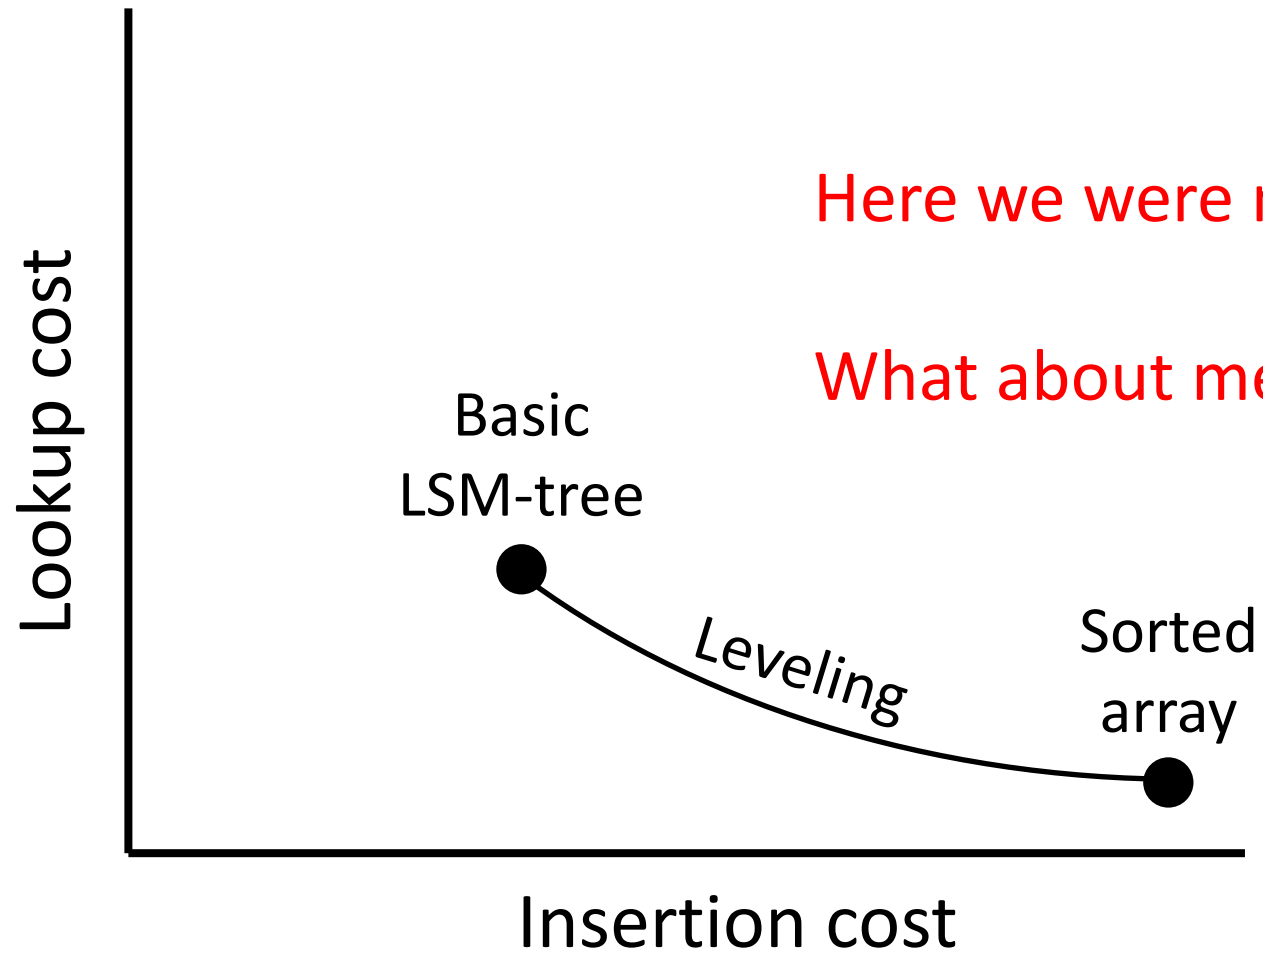 Here we were
What about
Lookup cost
Basic
LSM-tree
Leveling
Sorted
array
Insertion cost